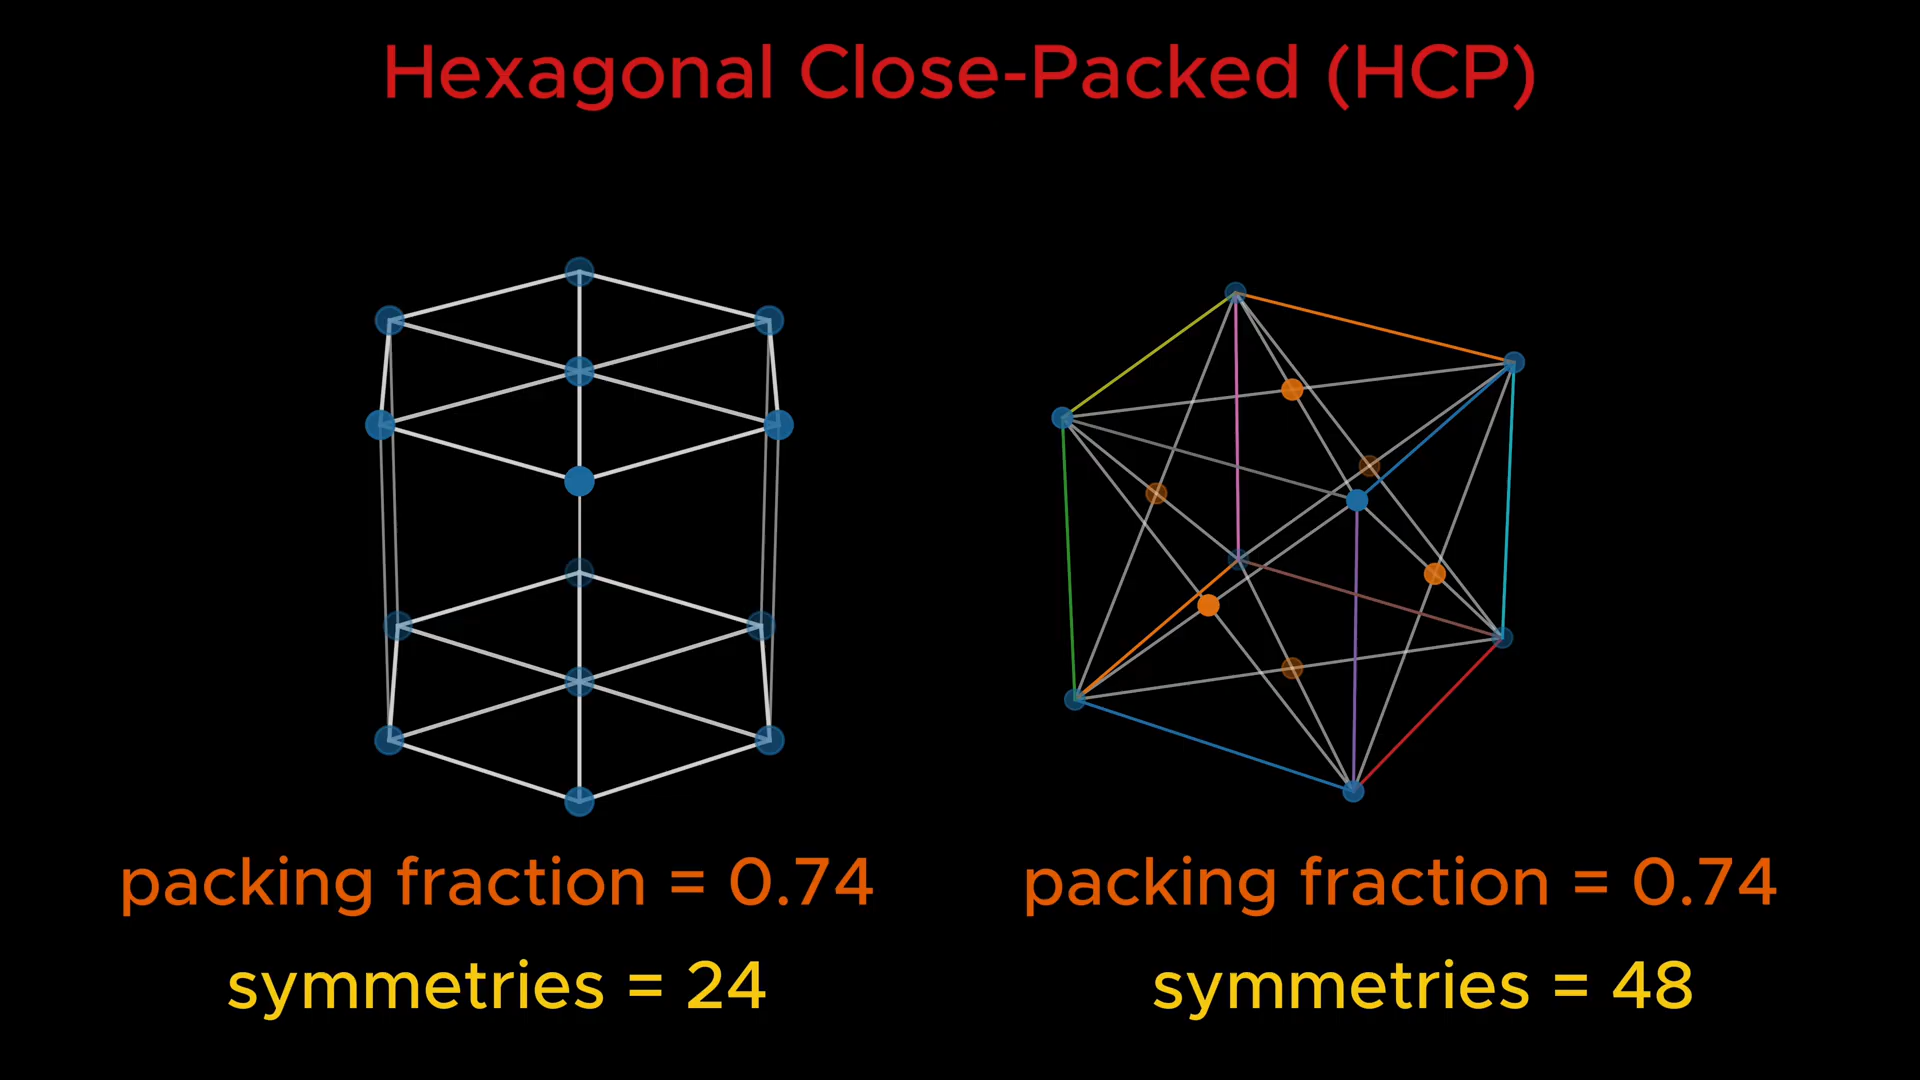 Hexagonal Close-Packed (HCP)
packing fraction = 0.74
packing fraction = 0.74
symmetries = 24
symmetries = 48